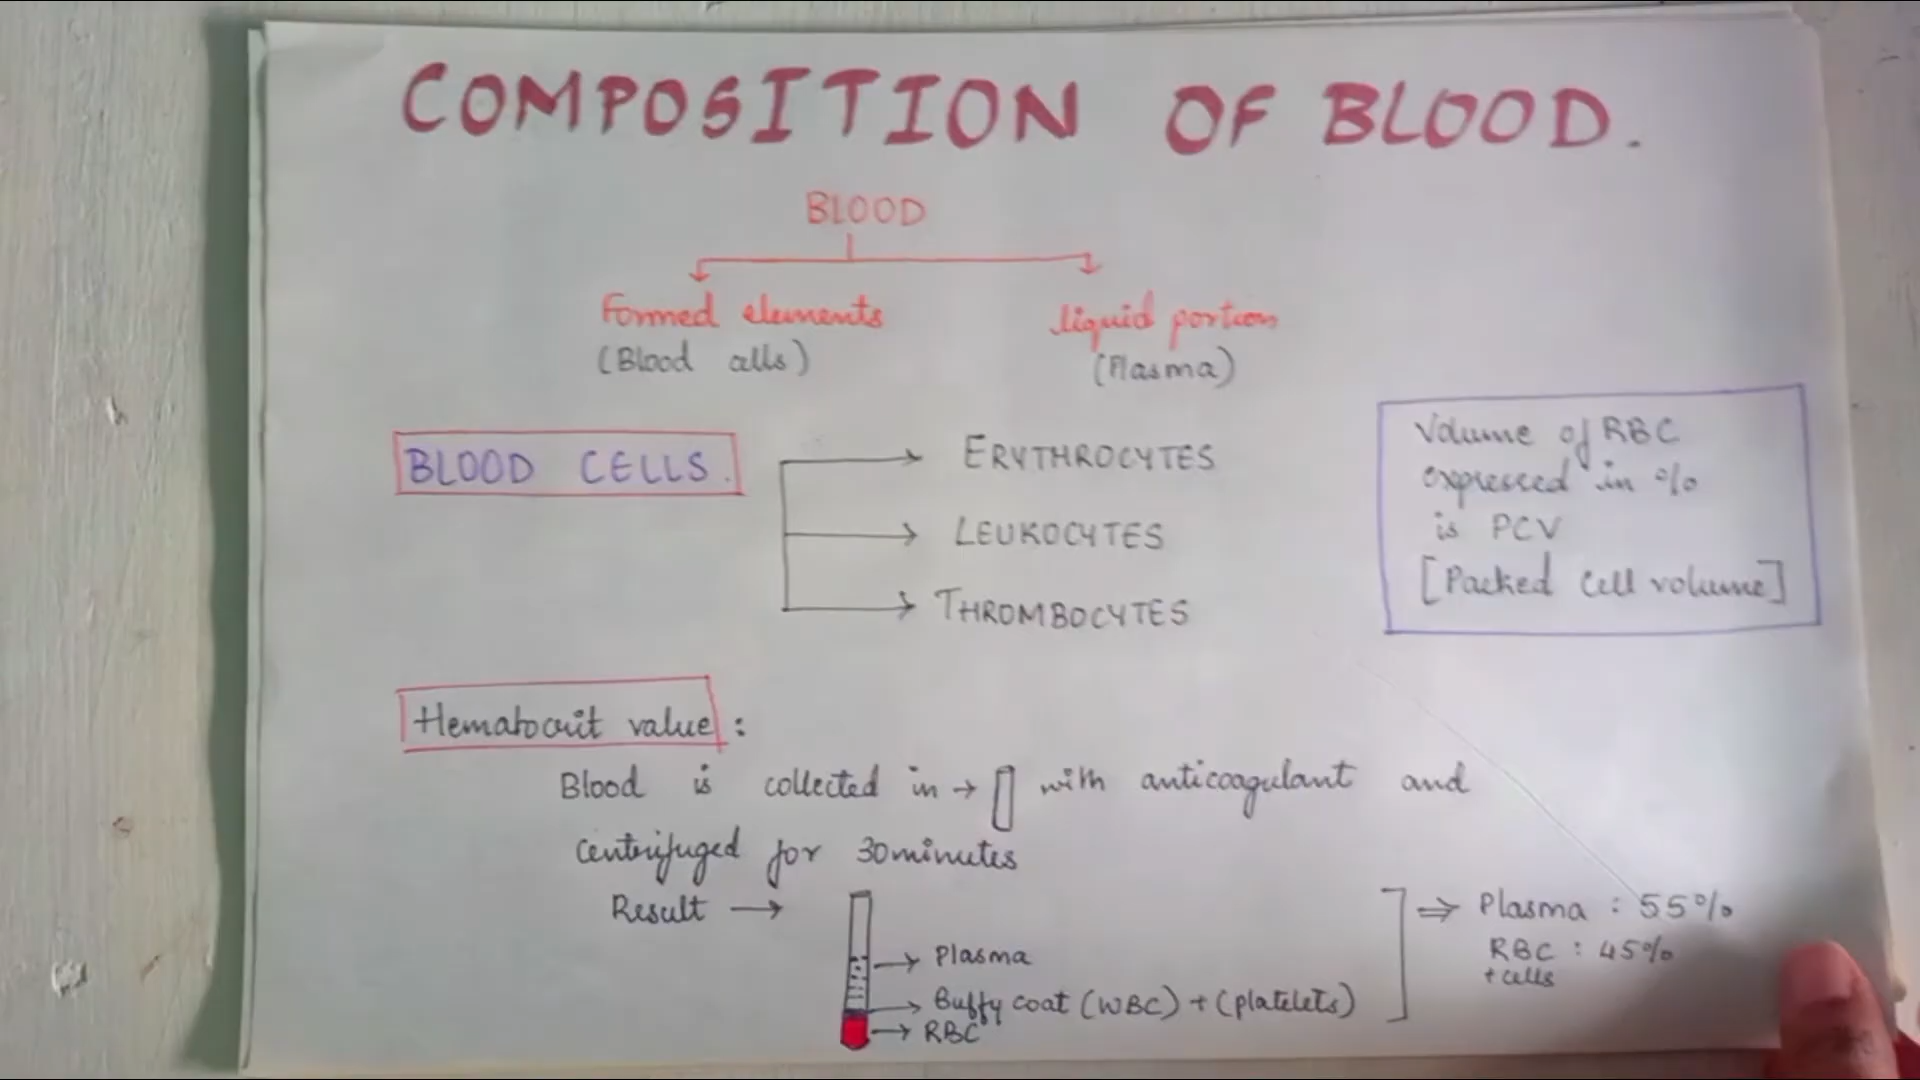 COMPOSITION OF BLOOD.
BLOOD
Formed elements
(Blood cells)
liquid portion
(Plasma)
BLOOD CELLS.
ERYTHROCYTES
LEUKOCYTES
THROMBOCYTES
Volume of RBC
expressed in %
is PCV
[Packed cell volume]
Hematocrit value :
Blood is collected in → with anticoagulant and
centrifuged for 30minutes
Result →
→ Plasma
→ Buffy coat (WBC) + (platelets)
→ RBC
⇒ Plasma : 55%
RBC : 45%
+ cells